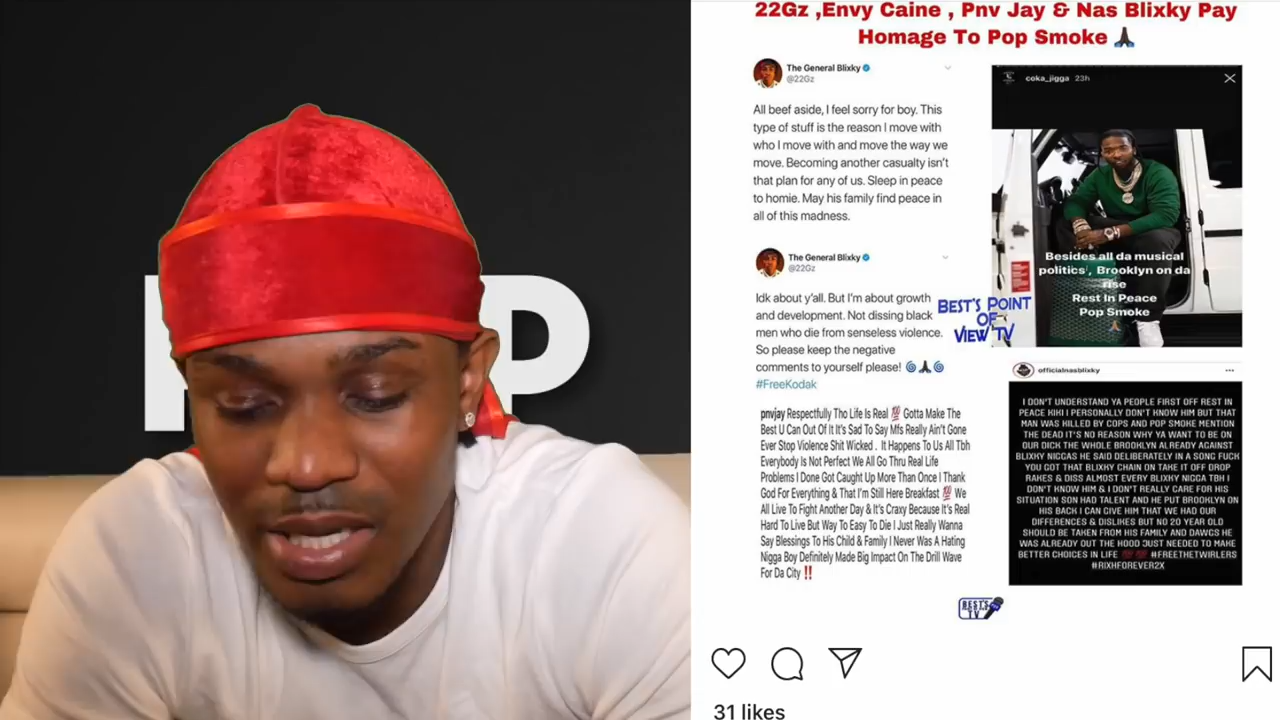 22Gz ,Envy Caine , Pnv Jay & Nas Blixky Pay
Homage To Pop Smoke 🙏🏿
The General Blixky
@22Gz
All beef aside, I feel sorry for boy. This
type of stuff is the reason I move with
who I move with and move the way we
move. Becoming another casualty isn't
that plan for any of us. Sleep in peace
to homie. May his family find peace in
all of this madness.
The General Blixky
@22Gz
Idk about y'all. But I'm about growth
and development. Not dissing black
men who die from senseless violence.
So please keep the negative
comments to yourself please! 🌀🙏🏿🌀
#FreeKodak
pnvjay Respectfully Tho Life Is Real 💯 Gotta Make The
Best U Can Out Of It It's Sad To Say Mfs Really Ain't Gone
Ever Stop Violence Shit Wicked . It Happens To Us All Tbh
Everybody Is Not Perfect We All Go Thru Real Life
Problems I Done Got Caught Up More Than Once I Thank
God For Everything & That I'm Still Here Breakfast 💯 We
All Live To Fight Another Day & It's Craxy Because It's Real
Hard To Live But Way To Easy To Die I Just Really Wanna
Say Blessings To His Child & Family I Never Was A Hating
Nigga Boy Definitely Made Big Impact On The Drill Wave
For Da City ‼️
coka_jigga 23h
Besides all da musical
politics , Brooklyn on da
rise
Rest In Peace
Pop Smoke
🙏🏽
BEST'S POINT
OF
VIEW TV
officialnasblixky
I DON'T UNDERSTAND YA PEOPLE FIRST OFF REST IN
PEACE KIKI I PERSONALLY DON'T KNOW HIM BUT THAT
MAN WAS KILLED BY COPS AND POP SMOKE MENTION
THE DEAD IT'S NO REASON WHY YA WANT TO BE ON
OUR DICK THE WHOLE BROOKLYN ALREADY AGAINST
BLIXKY NIGGAS HE SAID DELIBERATELY IN A SONG FUCK
YOU GOT THAT BLIXKY CHAIN ON TAKE IT OFF DROP
RAKES & DISS ALMOST EVERY BLIXKY NIGGA TBH I
DON'T KNOW HIM & I DON'T REALLY CARE FOR HIS
SITUATION SON HAD TALENT AND HE PUT BROOKLYN ON
HIS BACK I CAN GIVE HIM THAT WE HAD OUR
DIFFERENCES & DISLIKES BUT NO 20 YEAR OLD
SHOULD BE TAKEN FROM HIS FAMILY AND DAWGS HE
WAS ALREADY OUT THE HOOD JUST NEEDED TO MAKE
BETTER CHOICES IN LIFE 💯 💯 #FREETHETWIRLERS
#RIXHFOREVER2X
BEST'S
TV
31 likes